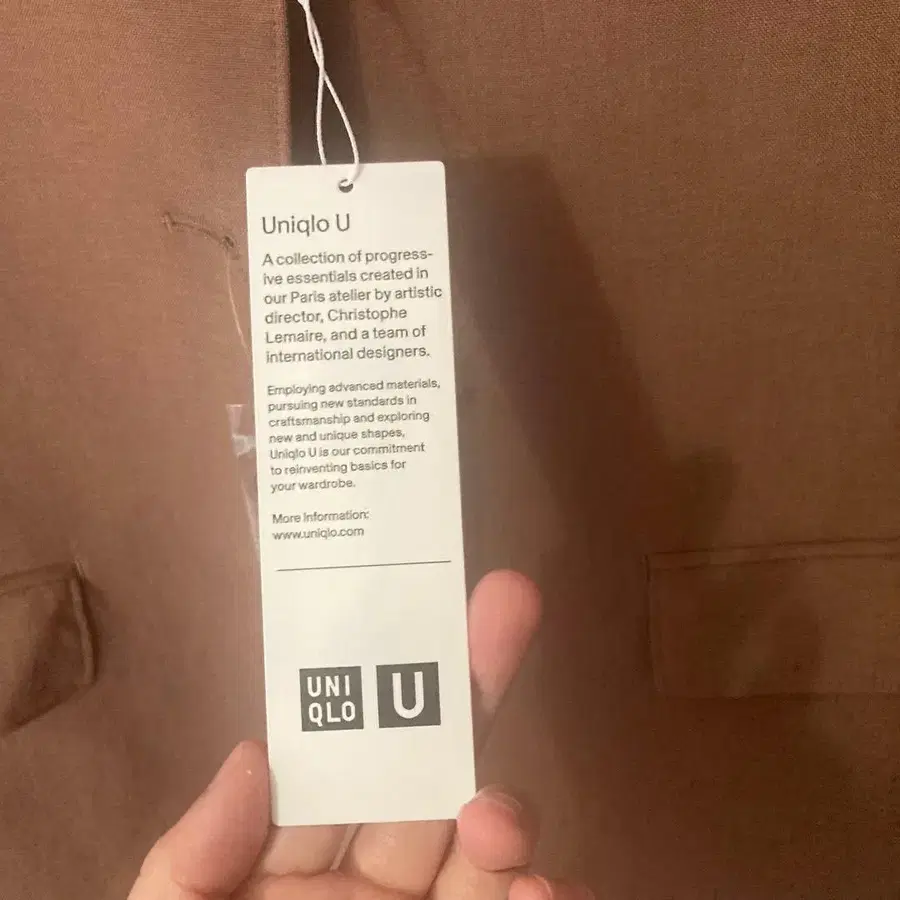 Uniqlo U
A collection of progress-
ive essentials created in
our Paris atelier by artistic
director, Christophe
Lemaire, and a team of
international designers.
Employing advanced materials,
pursuing new standards in
craftsmanship and exploring
new and unique shapes,
Uniqlo U is our commitment
to reinventing basics for
your wardrobe.
More Information:
www.uniqlo.com
UNI
QLO
U